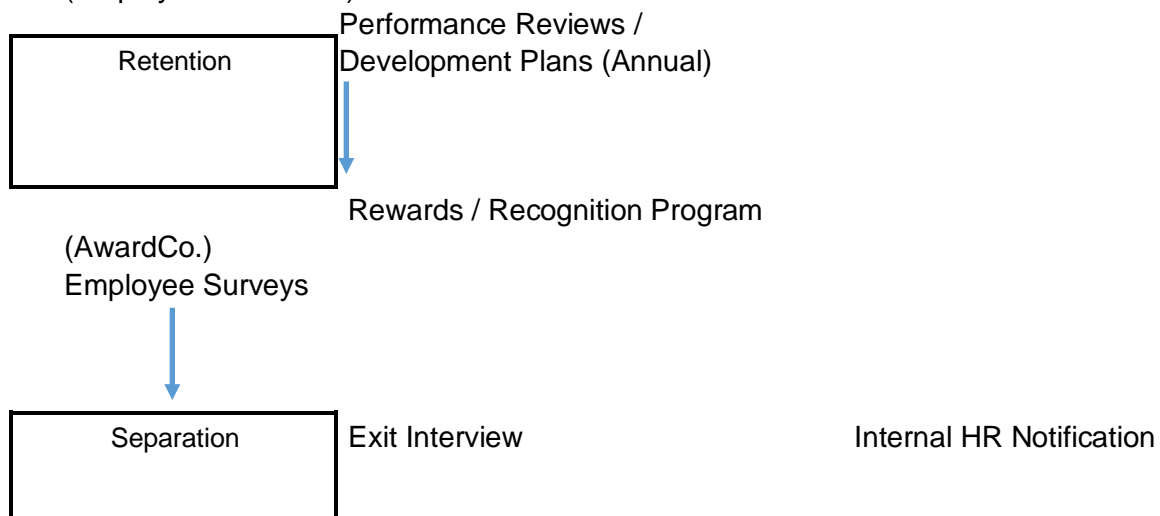 Performance Reviews /
Retention
Development Plans (Annual)
Rewards / Recognition Program
(AwardCo.)
Employee Surveys
Separation
Exit Interview
Internal HR Notification